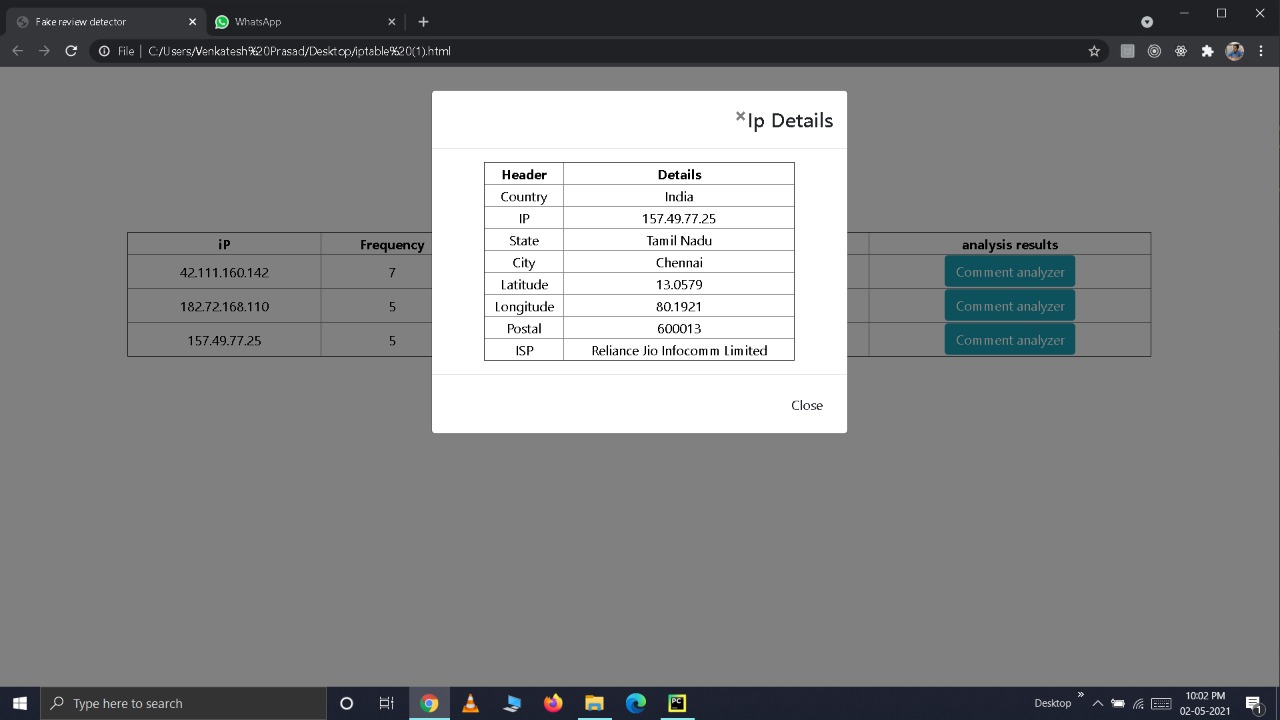 Fake review detector
WhatsApp
File | C:/Users/Venkatesh%20Prasad/Desktop/iptable%20(1).html
×Ip Details
Header Details
Country India
IP 157.49.77.25
State Tamil Nadu
City Chennai
Latitude 13.0579
Longitude 80.1921
Postal 600013
ISP Reliance Jio Infocomm Limited
Close
iP Frequency analysis results
42.111.160.142 7 Comment analyzer
182.72.168.110 5 Comment analyzer
157.49.77.25 5 Comment analyzer
Type here to search
PC
Desktop
10:02 PM
02-05-2021
1